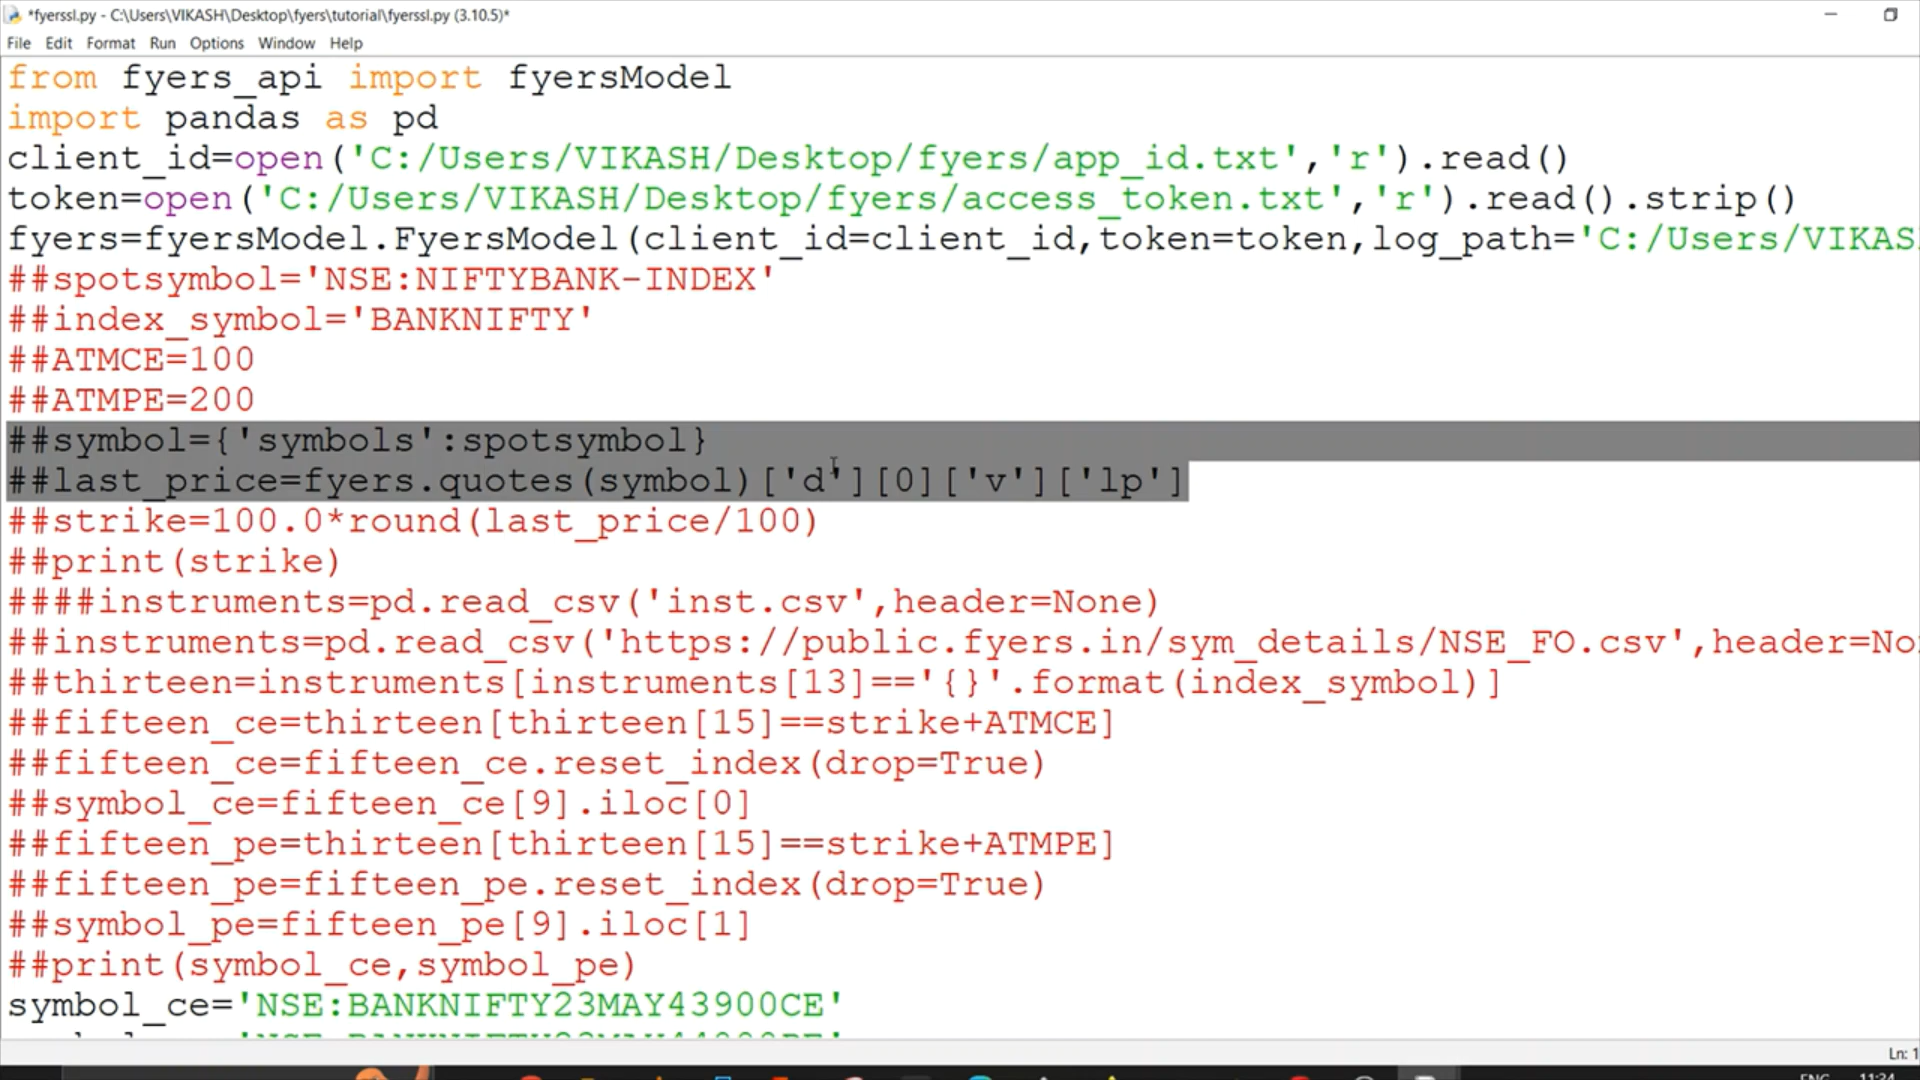 *fyerssl.py - C:\Users\VIKASH\Desktop\fyers\tutorial\fyerssl.py (3.10.5)*
File Edit Format Run Options Window Help
from fyers_api import fyersModel
import pandas as pd
client_id=open('C:/Users/VIKASH/Desktop/fyers/app_id.txt','r').read()
token=open('C:/Users/VIKASH/Desktop/fyers/access_token.txt','r').read().strip()
fyers=fyersModel.FyersModel(client_id=client_id,token=token,log_path='C:/Users/VIKAS
##spotsymbol='NSE:NIFTYBANK-INDEX'
##index_symbol='BANKNIFTY'
##ATMCE=100
##ATMPE=200
##symbol={'symbols':spotsymbol}
##last_price=fyers.quotes(symbol)['d'][0]['v']['lp']
##strike=100.0*round(last_price/100)
##print(strike)
####instruments=pd.read_csv('inst.csv',header=None)
##instruments=pd.read_csv('https://public.fyers.in/sym_details/NSE_FO.csv',header=No
##thirteen=instruments[instruments[13]=='{}'.format(index_symbol)]
##fifteen_ce=thirteen[thirteen[15]==strike+ATMCE]
##fifteen_ce=fifteen_ce.reset_index(drop=True)
##symbol_ce=fifteen_ce[9].iloc[0]
##fifteen_pe=thirteen[thirteen[15]==strike+ATMPE]
##fifteen_pe=fifteen_pe.reset_index(drop=True)
##symbol_pe=fifteen_pe[9].iloc[1]
##print(symbol_ce,symbol_pe)
symbol_ce='NSE:BANKNIFTY23MAY43900CE'
Ln: 1